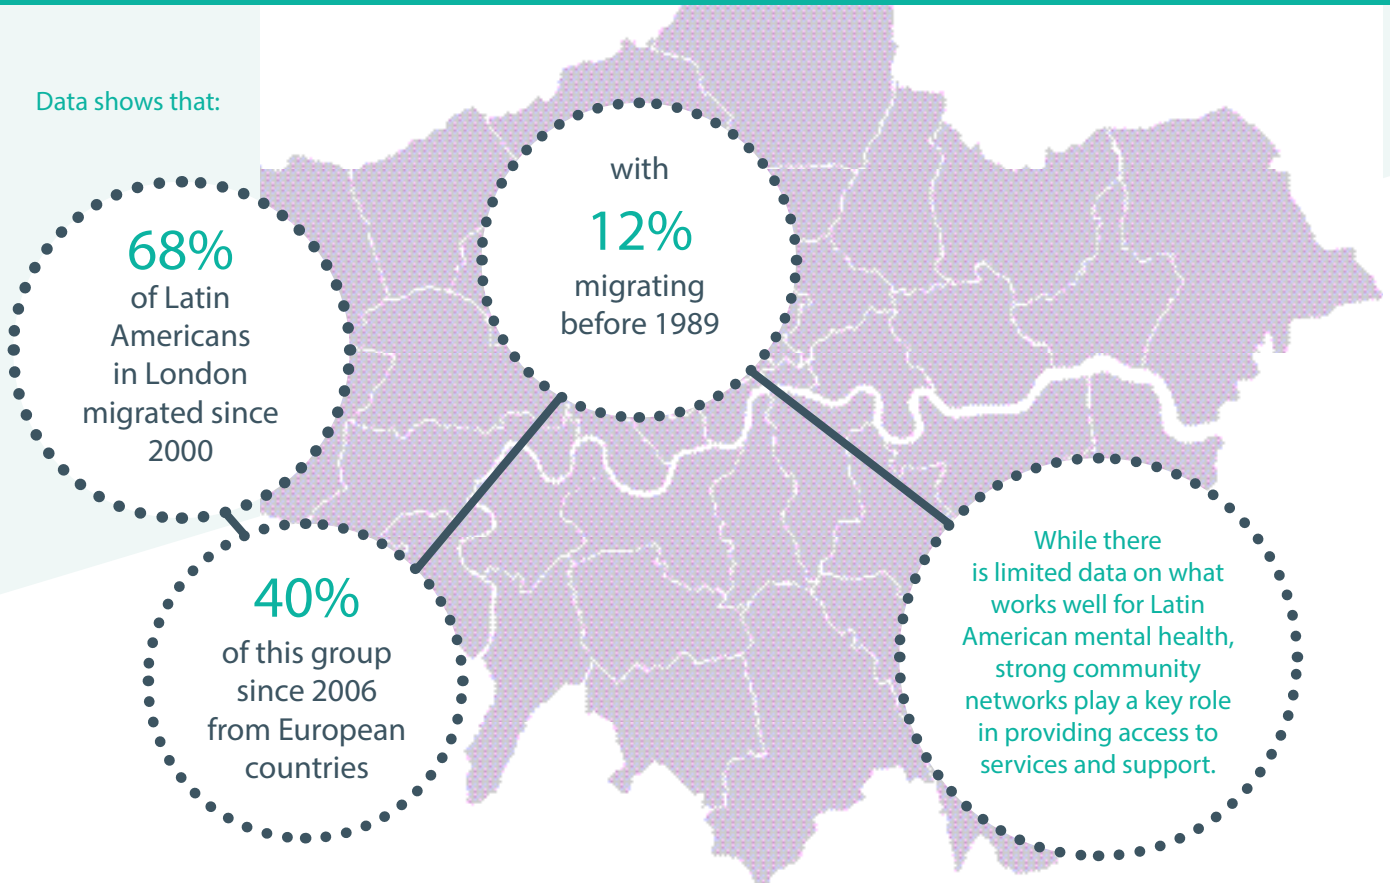 Data shows that:
68%
of Latin
Americans
in London
migrated since
2000
40%
of this group
since 2006
from European
countries
with
12%
migrating
before 1989
While there
is limited data on what
works well for Latin
American mental health,
strong community
networks play a key role
in providing access to
services and support.